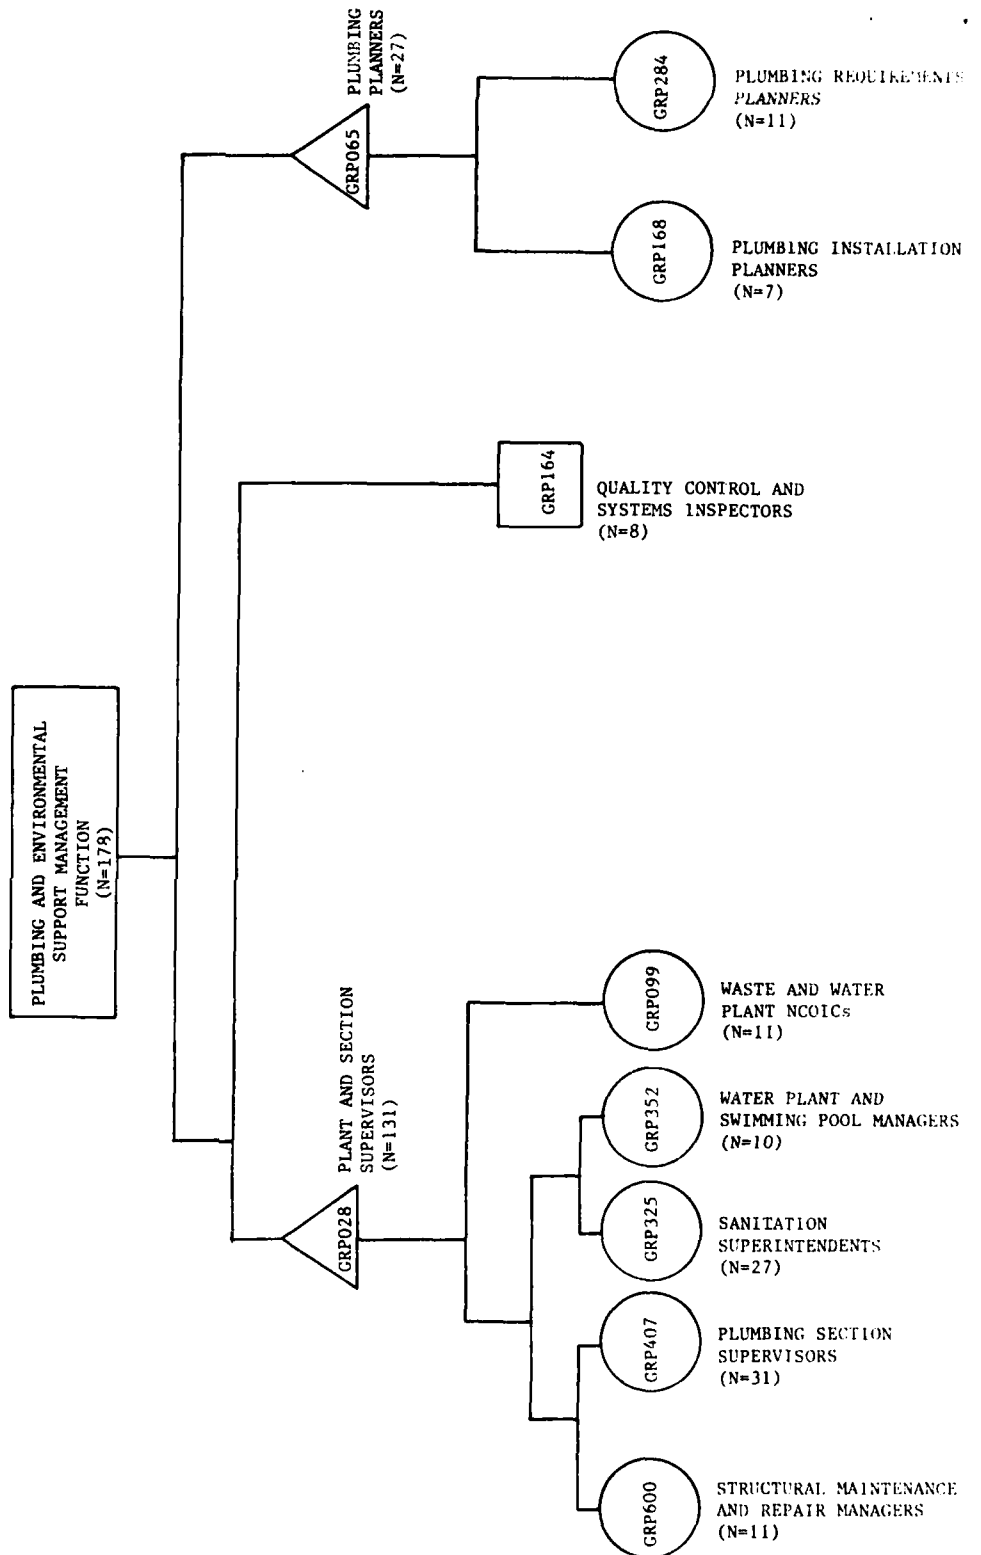 PLUMBING AND ENVIRONMENTAL
SUPPORT MANAGEMENT
FUNCTION
(N=178)
PLUMBING
PLANNERS
(N=27)
GRP065
GRP284
PLUMBING REQUIREMENTS
PLANNERS
(N=11)
GRP168
PLUMBING INSTALLATION
PLANNERS
(N=7)
GRP164
QUALITY CONTROL AND
SYSTEMS INSPECTORS
(N=8)
PLANT AND SECTION
SUPERVISORS
(N=131)
GRP028
GRP099
WASTE AND WATER
PLANT NCOICs
(N=11)
GRP352
WATER PLANT AND
SWIMMING POOL MANAGERS
(N=10)
GRP325
SANITATION
SUPERINTENDENTS
(N=27)
GRP407
PLUMBING SECTION
SUPERVISORS
(N=31)
GRP600
STRUCTURAL MAINTENANCE
AND REPAIR MANAGERS
(N=11)